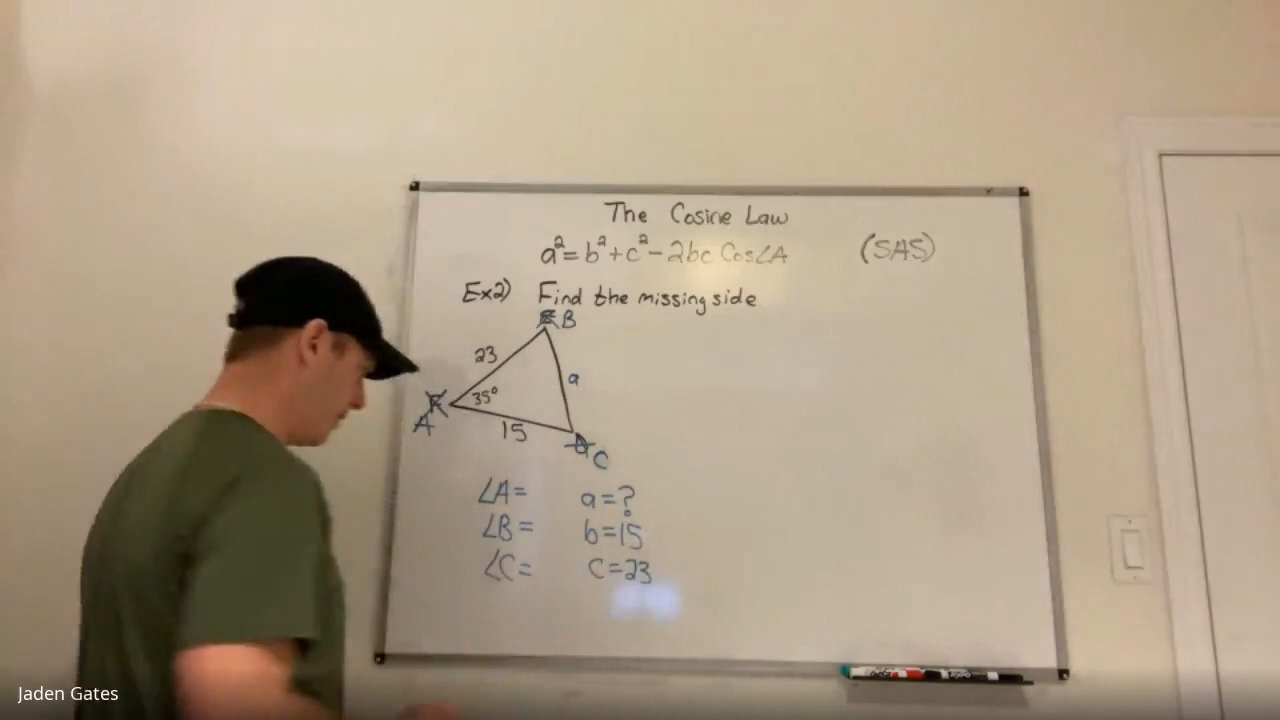 The Cosine Law
a² = b² + c² - 2bc Cos∠A (SAS)
Ex2) Find the missing side
B
23
a
35°
A
15
C
∠A= a=?
∠B= b=15
∠C= c=23
Jaden Gates